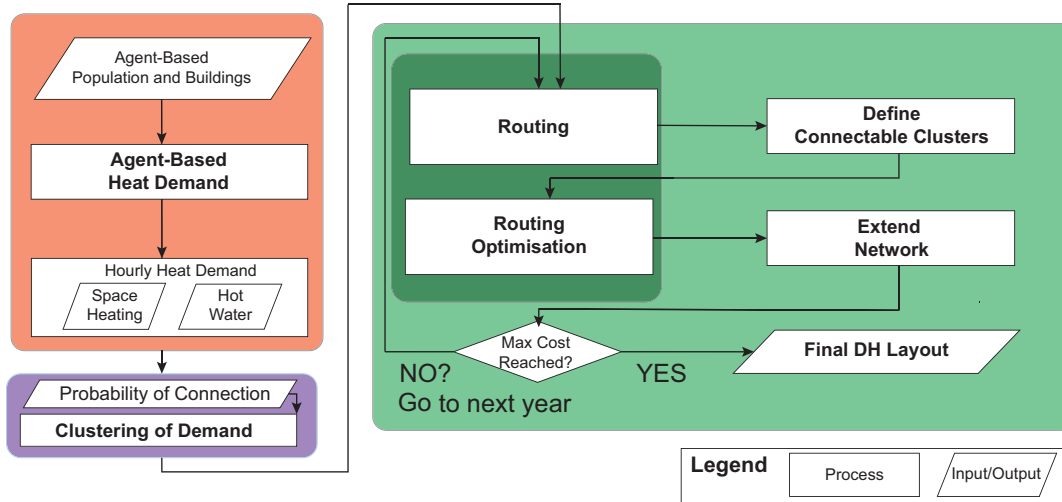 Agent-Based
Population and Buildings
Agent-Based
Heat Demand
Hourly Heat Demand
Space
Heating
Hot
Water
Probability of Connection
Clustering of Demand
Routing
Define
Connectable Clusters
Routing
Optimisation
Extend
Network
Max Cost
Reached?
NO?
Go to next year
YES
Final DH Layout
Legend
Process
Input/Output